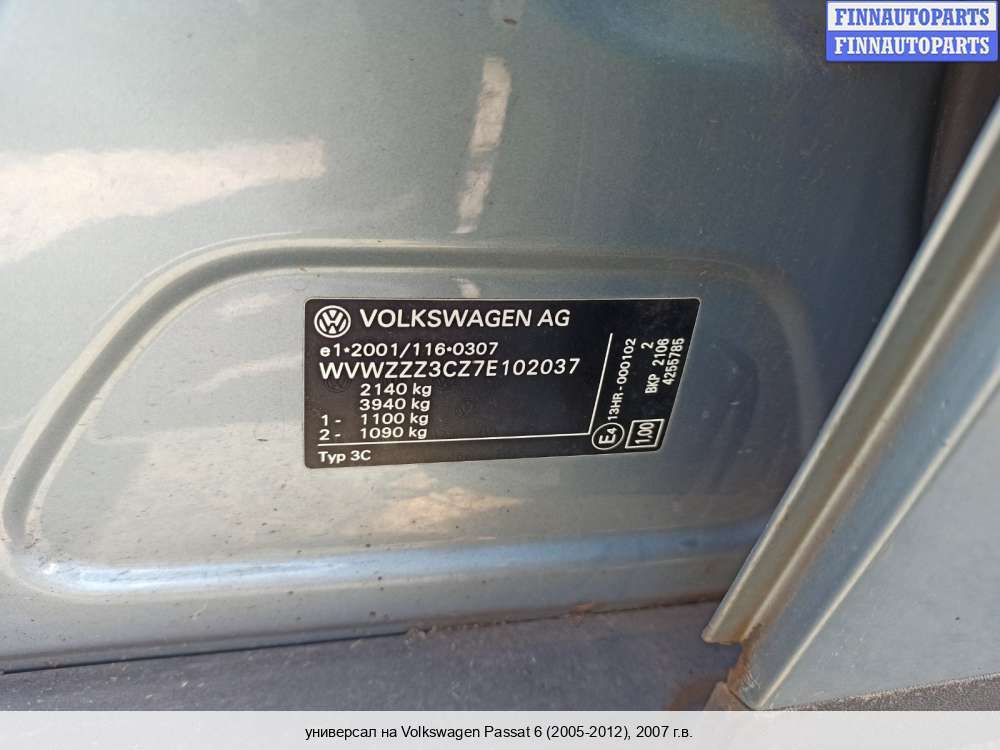 FINNAUTOPARTS
FINNAUTOPARTS
VOLKSWAGEN AG
e1*2001/116*0307
WVWZZZ3CZ7E102037
2140 kg
3940 kg
1 - 1100 kg
2 - 1090 kg
Typ 3C
E4 13HR-000102
1,00
2
BKP 2106
4255785
универсал на Volkswagen Passat 6 (2005-2012), 2007 г.в.